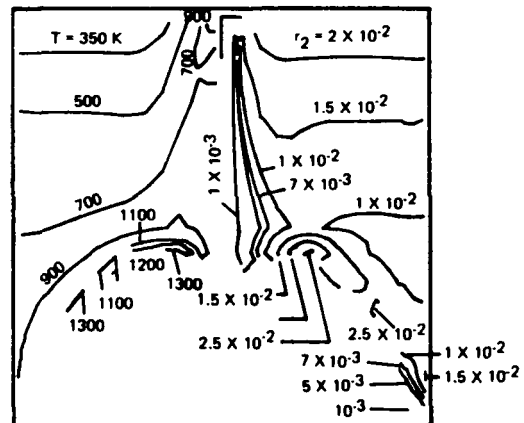 900
T = 350 K
r2 = 2 X 10-2
700
500
1.5 X 10-2
1 X 10-2
7 X 10-3
1 X 10-3
700
1 X 10-2
1100
900
1200
1300
1100
1300
1.5 X 10-2
2.5 X 10-2
2.5 X 10-2
1 X 10-2
7 X 10-3
1.5 X 10-2
5 X 10-3
10-3